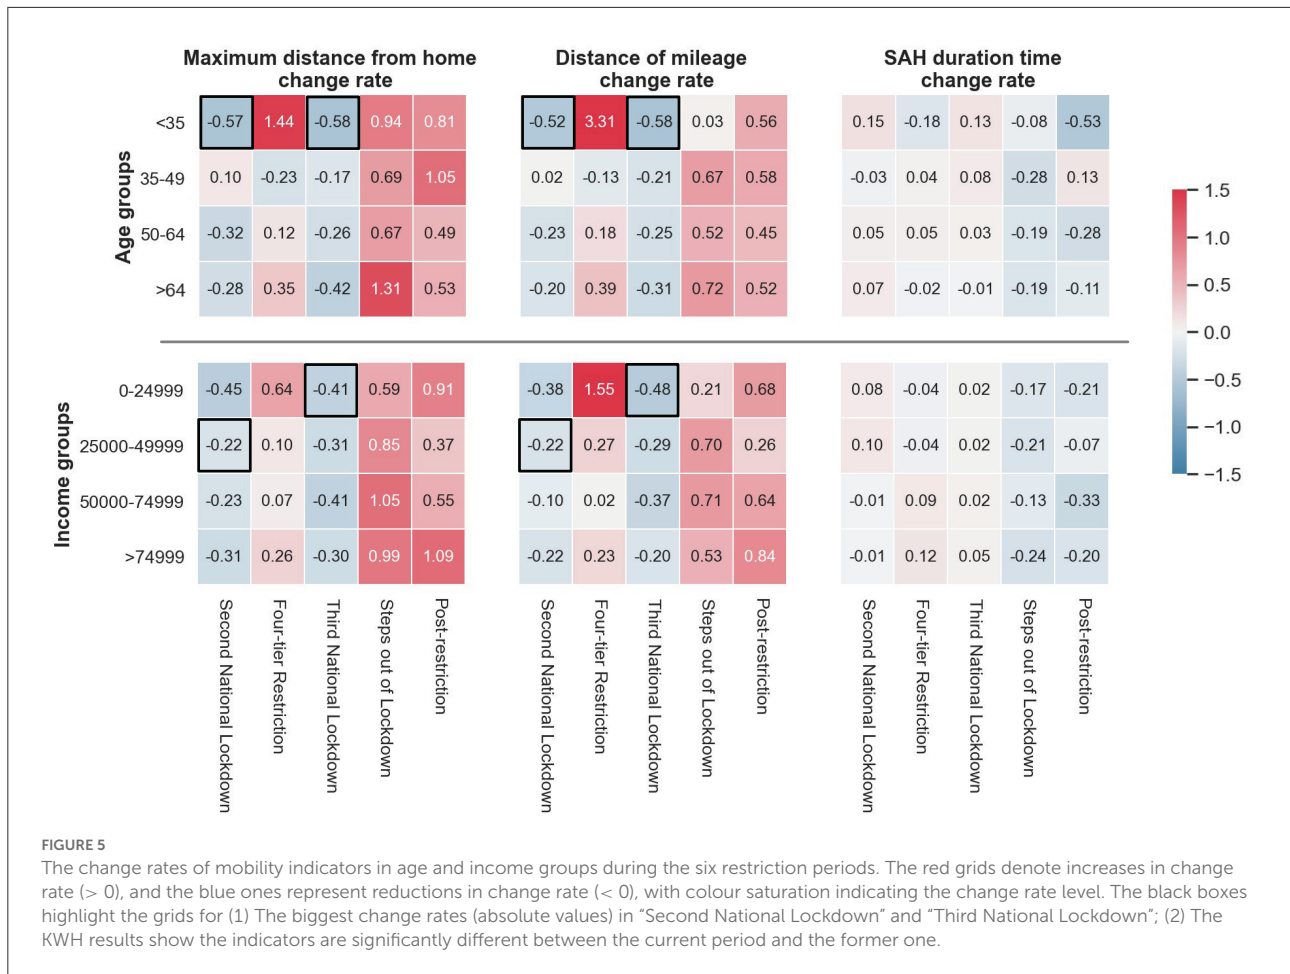 Maximum distance from home
change rate
Distance of mileage
change rate
SAH duration time
change rate
Age groups
<35
-0.57 1.44 -0.58 0.94 0.81
-0.52 3.31 -0.58 0.03 0.56
0.15 -0.18 0.13 -0.08 -0.53
35-49
0.10 -0.23 -0.17 0.69 1.05
0.02 -0.13 -0.21 0.67 0.58
-0.03 0.04 0.08 -0.28 0.13
50-64
-0.32 0.12 -0.26 0.67 0.49
-0.23 0.18 -0.25 0.52 0.45
0.05 0.05 0.03 -0.19 -0.28
>64
-0.28 0.35 -0.42 1.31 0.53
-0.20 0.39 -0.31 0.72 0.52
0.07 -0.02 -0.01 -0.19 -0.11
Income groups
0-24999
-0.45 0.64 -0.41 0.59 0.91
-0.38 1.55 -0.48 0.21 0.68
0.08 -0.04 0.02 -0.17 -0.21
25000-49999
-0.22 0.10 -0.31 0.85 0.37
-0.22 0.27 -0.29 0.70 0.26
0.10 -0.04 0.02 -0.21 -0.07
50000-74999
-0.23 0.07 -0.41 1.05 0.55
-0.10 0.02 -0.37 0.71 0.64
-0.01 0.09 0.02 -0.13 -0.33
>74999
-0.31 0.26 -0.30 0.99 1.09
-0.22 0.23 -0.20 0.53 0.84
-0.01 0.12 0.05 -0.24 -0.20
Second National Lockdown
Four-tier Restriction
Third National Lockdown
Steps out of Lockdown
Post-restriction
Second National Lockdown
Four-tier Restriction
Third National Lockdown
Steps out of Lockdown
Post-restriction
Second National Lockdown
Four-tier Restriction
Third National Lockdown
Steps out of Lockdown
Post-restriction
1.5
1.0
0.5
0.0
−0.5
−1.0
−1.5
FIGURE 5
The change rates of mobility indicators in age and income groups during the six restriction periods. The red grids denote increases in change
rate (> 0), and the blue ones represent reductions in change rate (< 0), with colour saturation indicating the change rate level. The black boxes
highlight the grids for (1) The biggest change rates (absolute values) in “Second National Lockdown” and “Third National Lockdown”; (2) The
KWH results show the indicators are significantly different between the current period and the former one.